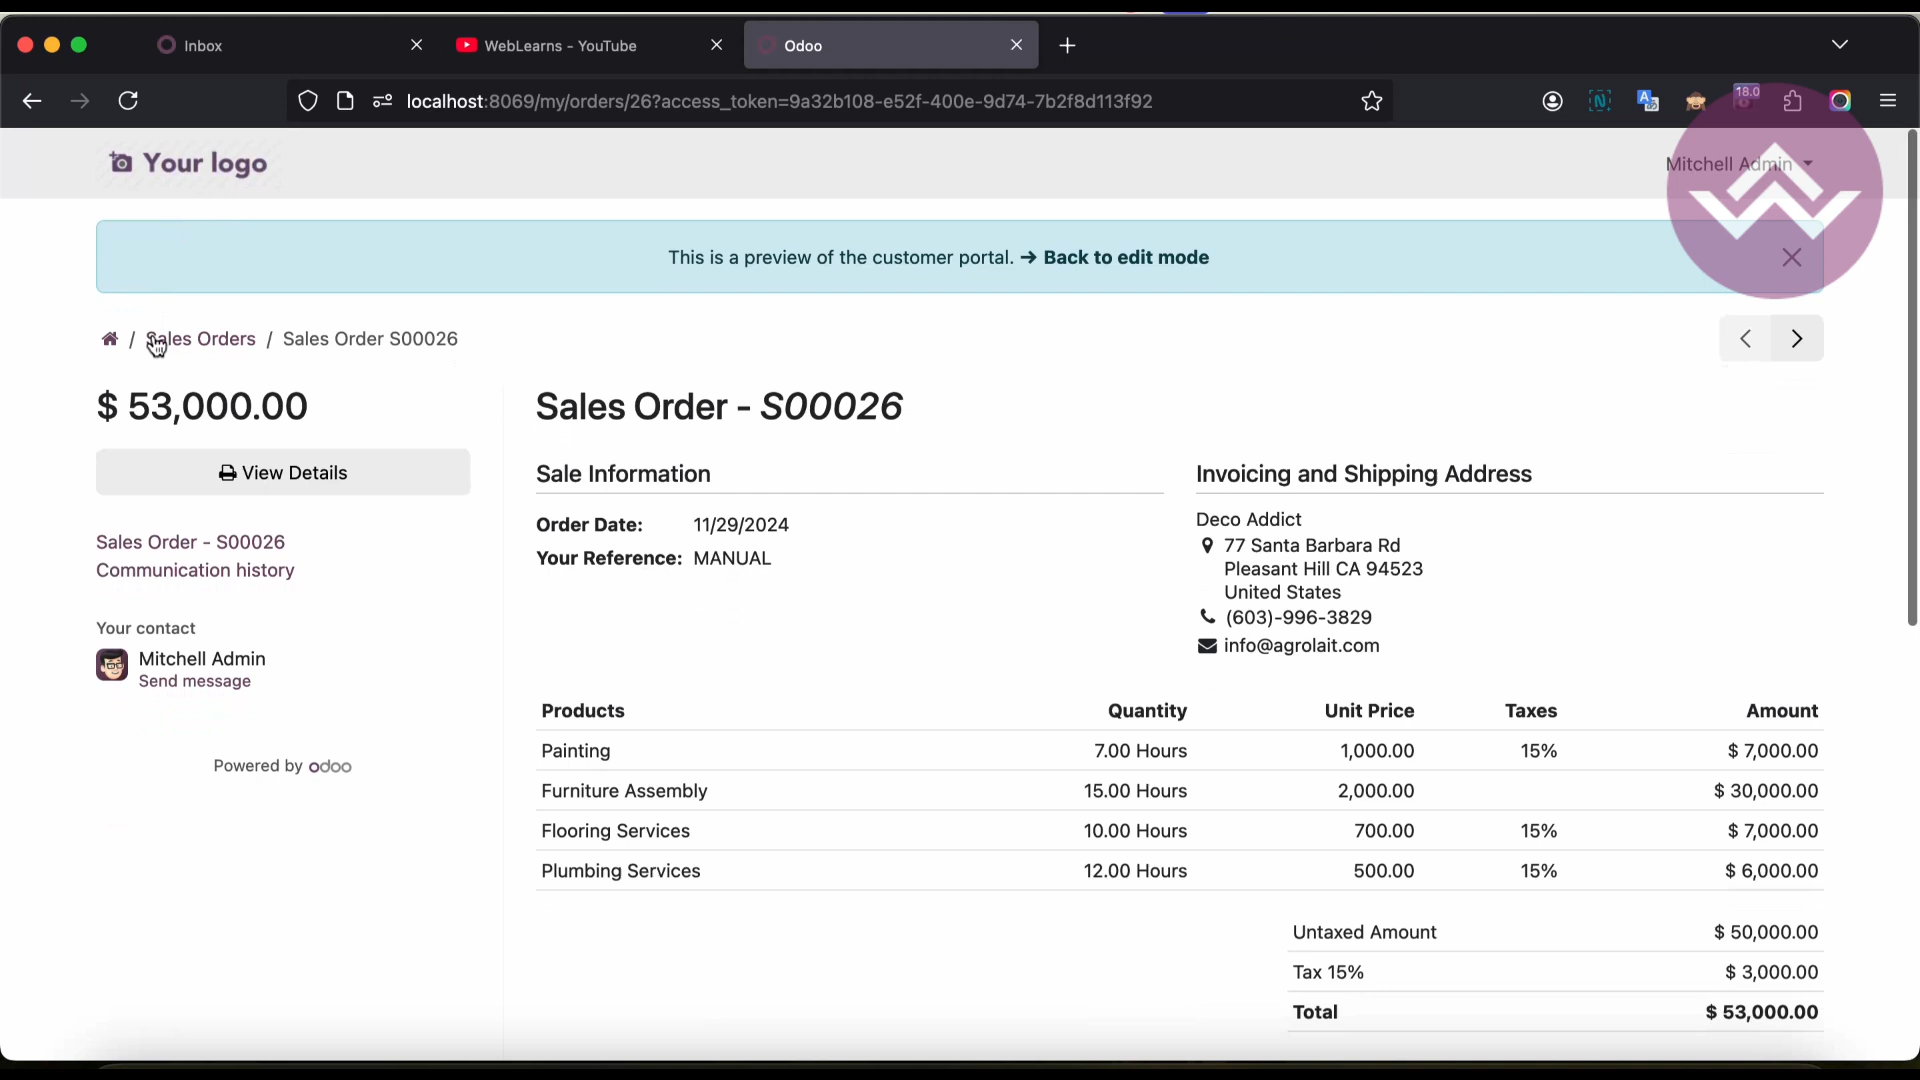 Inbox
WebLearns - YouTube
Odoo
localhost:8069/my/orders/26?access_token=9a32b108-e52f-400e-9d74-7b2f8d113f92
18.0
Your logo
Mitchell Admin
This is a preview of the customer portal. → Back to edit mode
/ Sales Orders / Sales Order S00026
$ 53,000.00
View Details
Sales Order - S00026
Communication history
Your contact
Mitchell Admin
Send message
Powered by odoo
Sales Order - S00026
Sale Information
Order Date: 11/29/2024
Your Reference: MANUAL
Invoicing and Shipping Address
Deco Addict
77 Santa Barbara Rd
Pleasant Hill CA 94523
United States
(603)-996-3829
info@agrolait.com
Products Quantity Unit Price Taxes Amount
Painting 7.00 Hours 1,000.00 15% $ 7,000.00
Furniture Assembly 15.00 Hours 2,000.00 $ 30,000.00
Flooring Services 10.00 Hours 700.00 15% $ 7,000.00
Plumbing Services 12.00 Hours 500.00 15% $ 6,000.00
Untaxed Amount $ 50,000.00
Tax 15% $ 3,000.00
Total $ 53,000.00